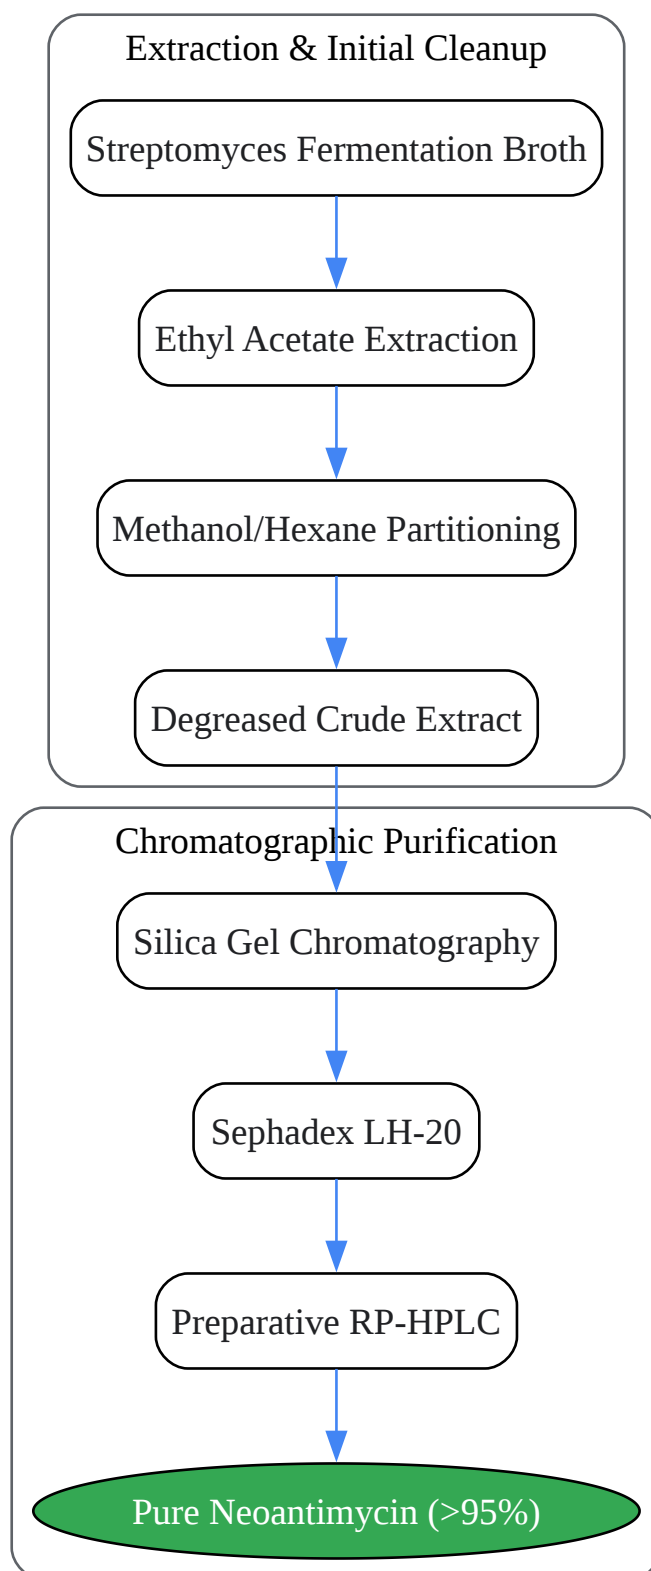 Extraction & Initial Cleanup
Streptomyces Fermentation Broth
Ethyl Acetate Extraction
Methanol/Hexane Partitioning
Degreased Crude Extract
Chromatographic Purification
Silica Gel Chromatography
Sephadex LH-20
Preparative RP-HPLC
Pure Neoantimycin (>95%)